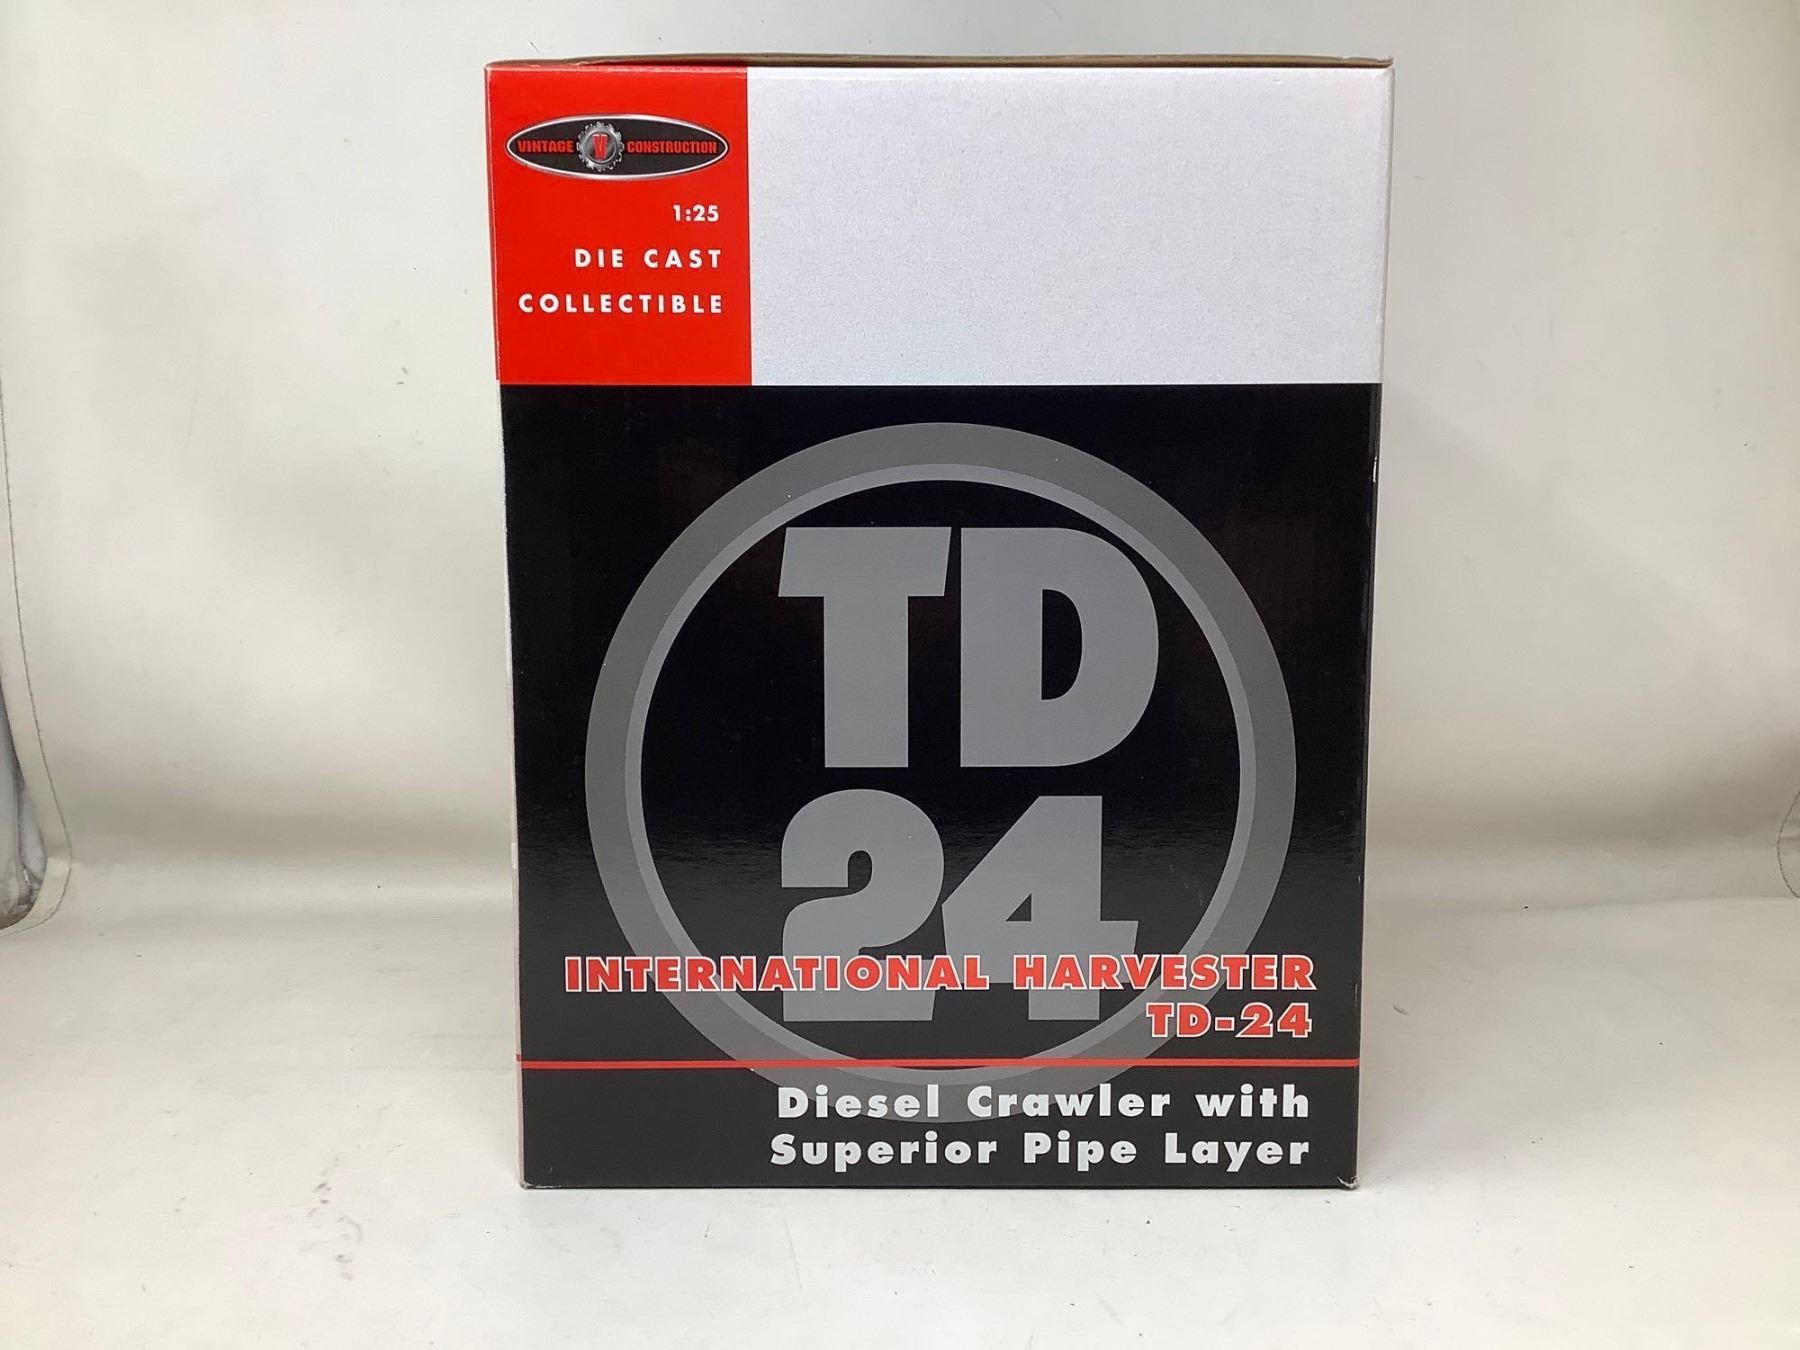 VINTAGE V CONSTRUCTION
1:25
DIE CAST
COLLECTIBLE
TD
24
INTERNATIONAL HARVESTER
TD-24
Diesel Crawler with
Superior Pipe Layer